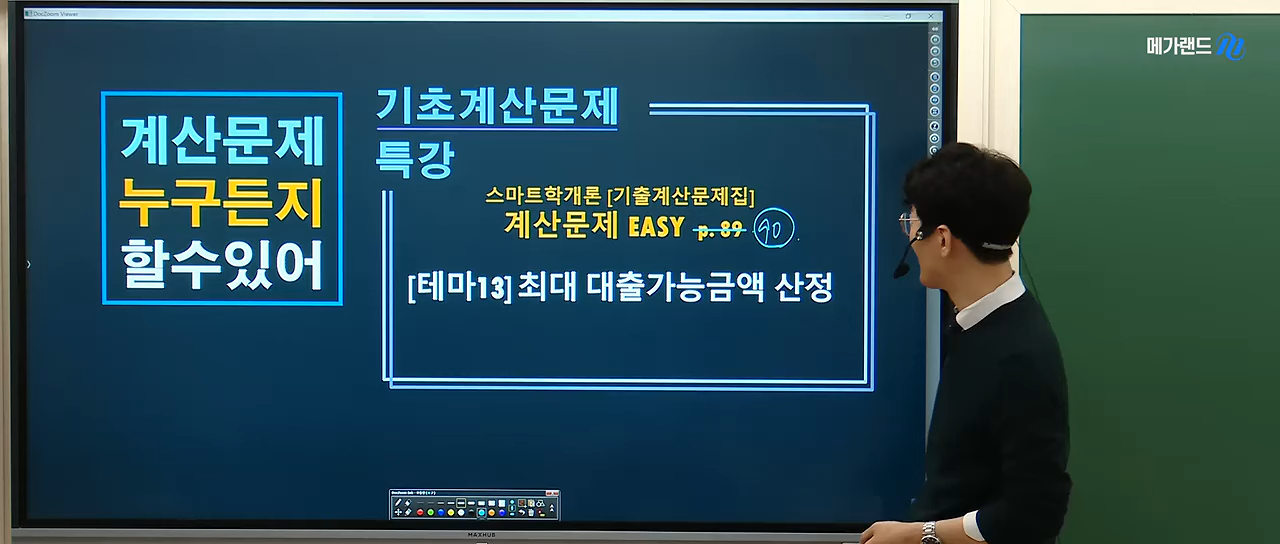 DocZoom Viewer
메가랜드
계산문제
누구든지
할수있어
기초계산문제
특강
스마트학개론 [기출계산문제집]
계산문제 EASY p. 89 90
[테마13] 최대 대출가능금액 산정
MAXHUB